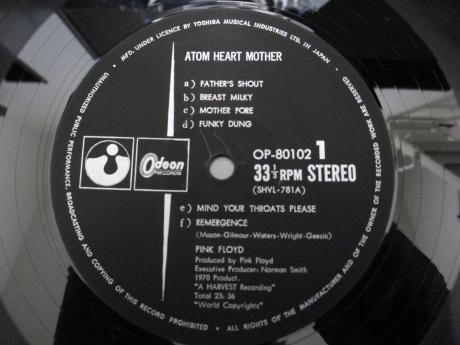 MFD. UNDER LICENCE BY TOSHIBA MUSICAL INDUSTRIES LTD. IN JAPAN
ALL RIGHTS OF THE MANUFACTURER AND OF THE OWNER OF THE RECORDED WORK ARE RESERVED
UNAUTHORIZED PUBLIC PERFORMANCE, BROADCASTING AND COPYING OF THIS RECORD PROHIBITED
ATOM HEART MOTHER
a) FATHER'S SHOUT
b) BREAST MILKY
c) MOTHER FORE
d) FUNKY DUNG
Odeon
RECORDS
OP-80102 1
33⅓ RPM STEREO
(SHVL-781A)
e) MIND YOUR THROATS PLEASE
f) REMERGENCE
(Mason-Gilmour-Waters-Wright-Geesin)
PINK FLOYD
Produced by Pink Floyd
Executive Producer: Norman Smith
1970 Product.
"A HARVEST Recording"
Total 23: 36
"World Copyrights"